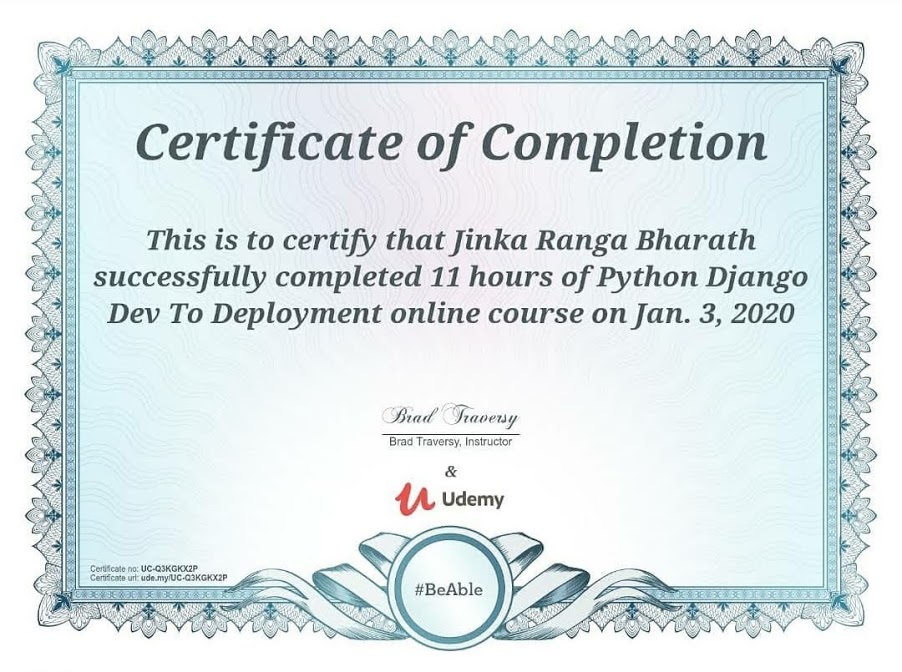 Certificate of Completion
This is to certify that Jinka Ranga Bharath
successfully completed 11 hours of Python Django
Dev To Deployment online course on Jan. 3, 2020
Brad Traversy
Brad Traversy, Instructor
&
Udemy
Certificate no: UC-Q3KGKX2P
Certificate url: ude.my/UC-Q3KGKX2P
#BeAble